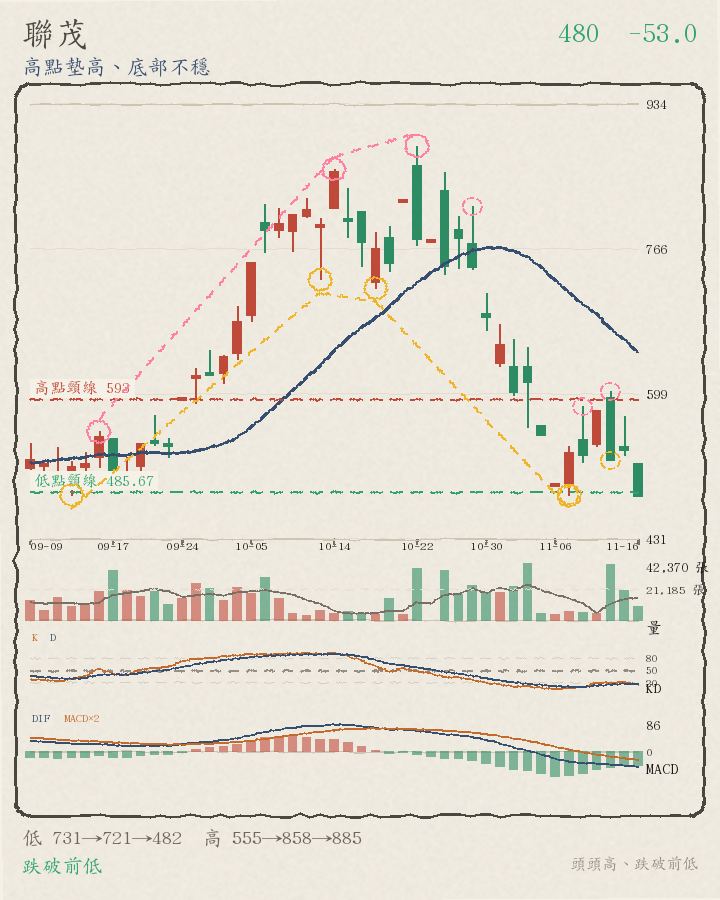 聯茂
480 -53.0
高點墊高、底部不穩
934
766
高點頸線 593
599
低點頸線 485.67
431
09-09 09-17 09-24 10-05 10-14 10-22 10-30 11-06 11-16
42,370 張
21,185 張
量
K D
80
50
20
KD
DIF MACD×2
86
0
MACD
低 731→721→482 高 555→858→885
跌破前低
頭頭高、跌破前低